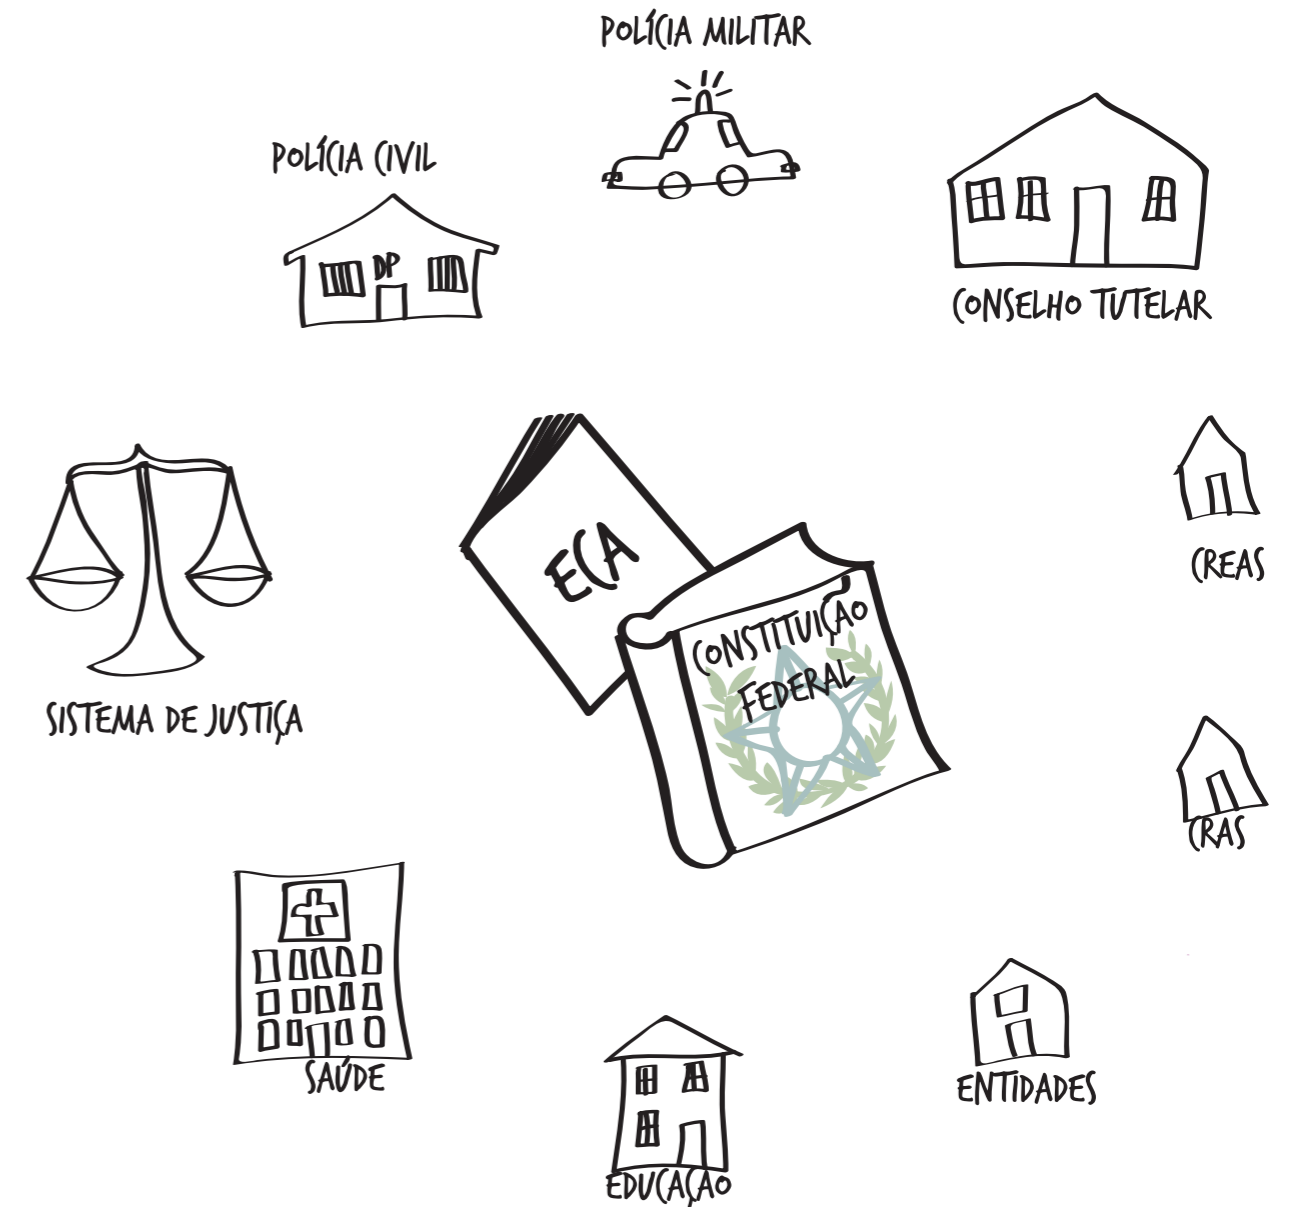 POLÍCIA MILITAR
POLÍCIA CIVIL
DP
CONSELHO TUTELAR
ECA
CONSTITUIÇÃO
FEDERAL
CREAS
SISTEMA DE JUSTIÇA
CRAS
SAÚDE
ENTIDADES
EDUCAÇÃO